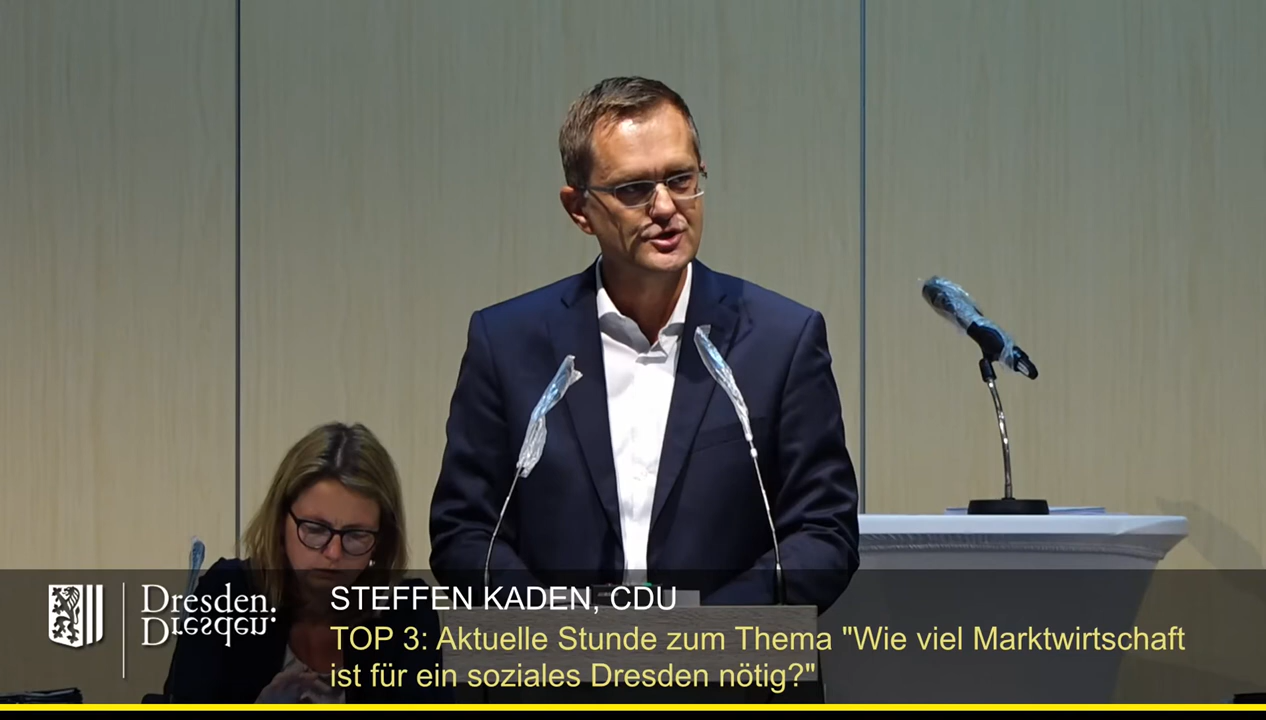 Dresden.
Dresden.
STEFFEN KADEN, CDU
TOP 3: Aktuelle Stunde zum Thema "Wie viel Marktwirtschaft
ist für ein soziales Dresden nötig?"